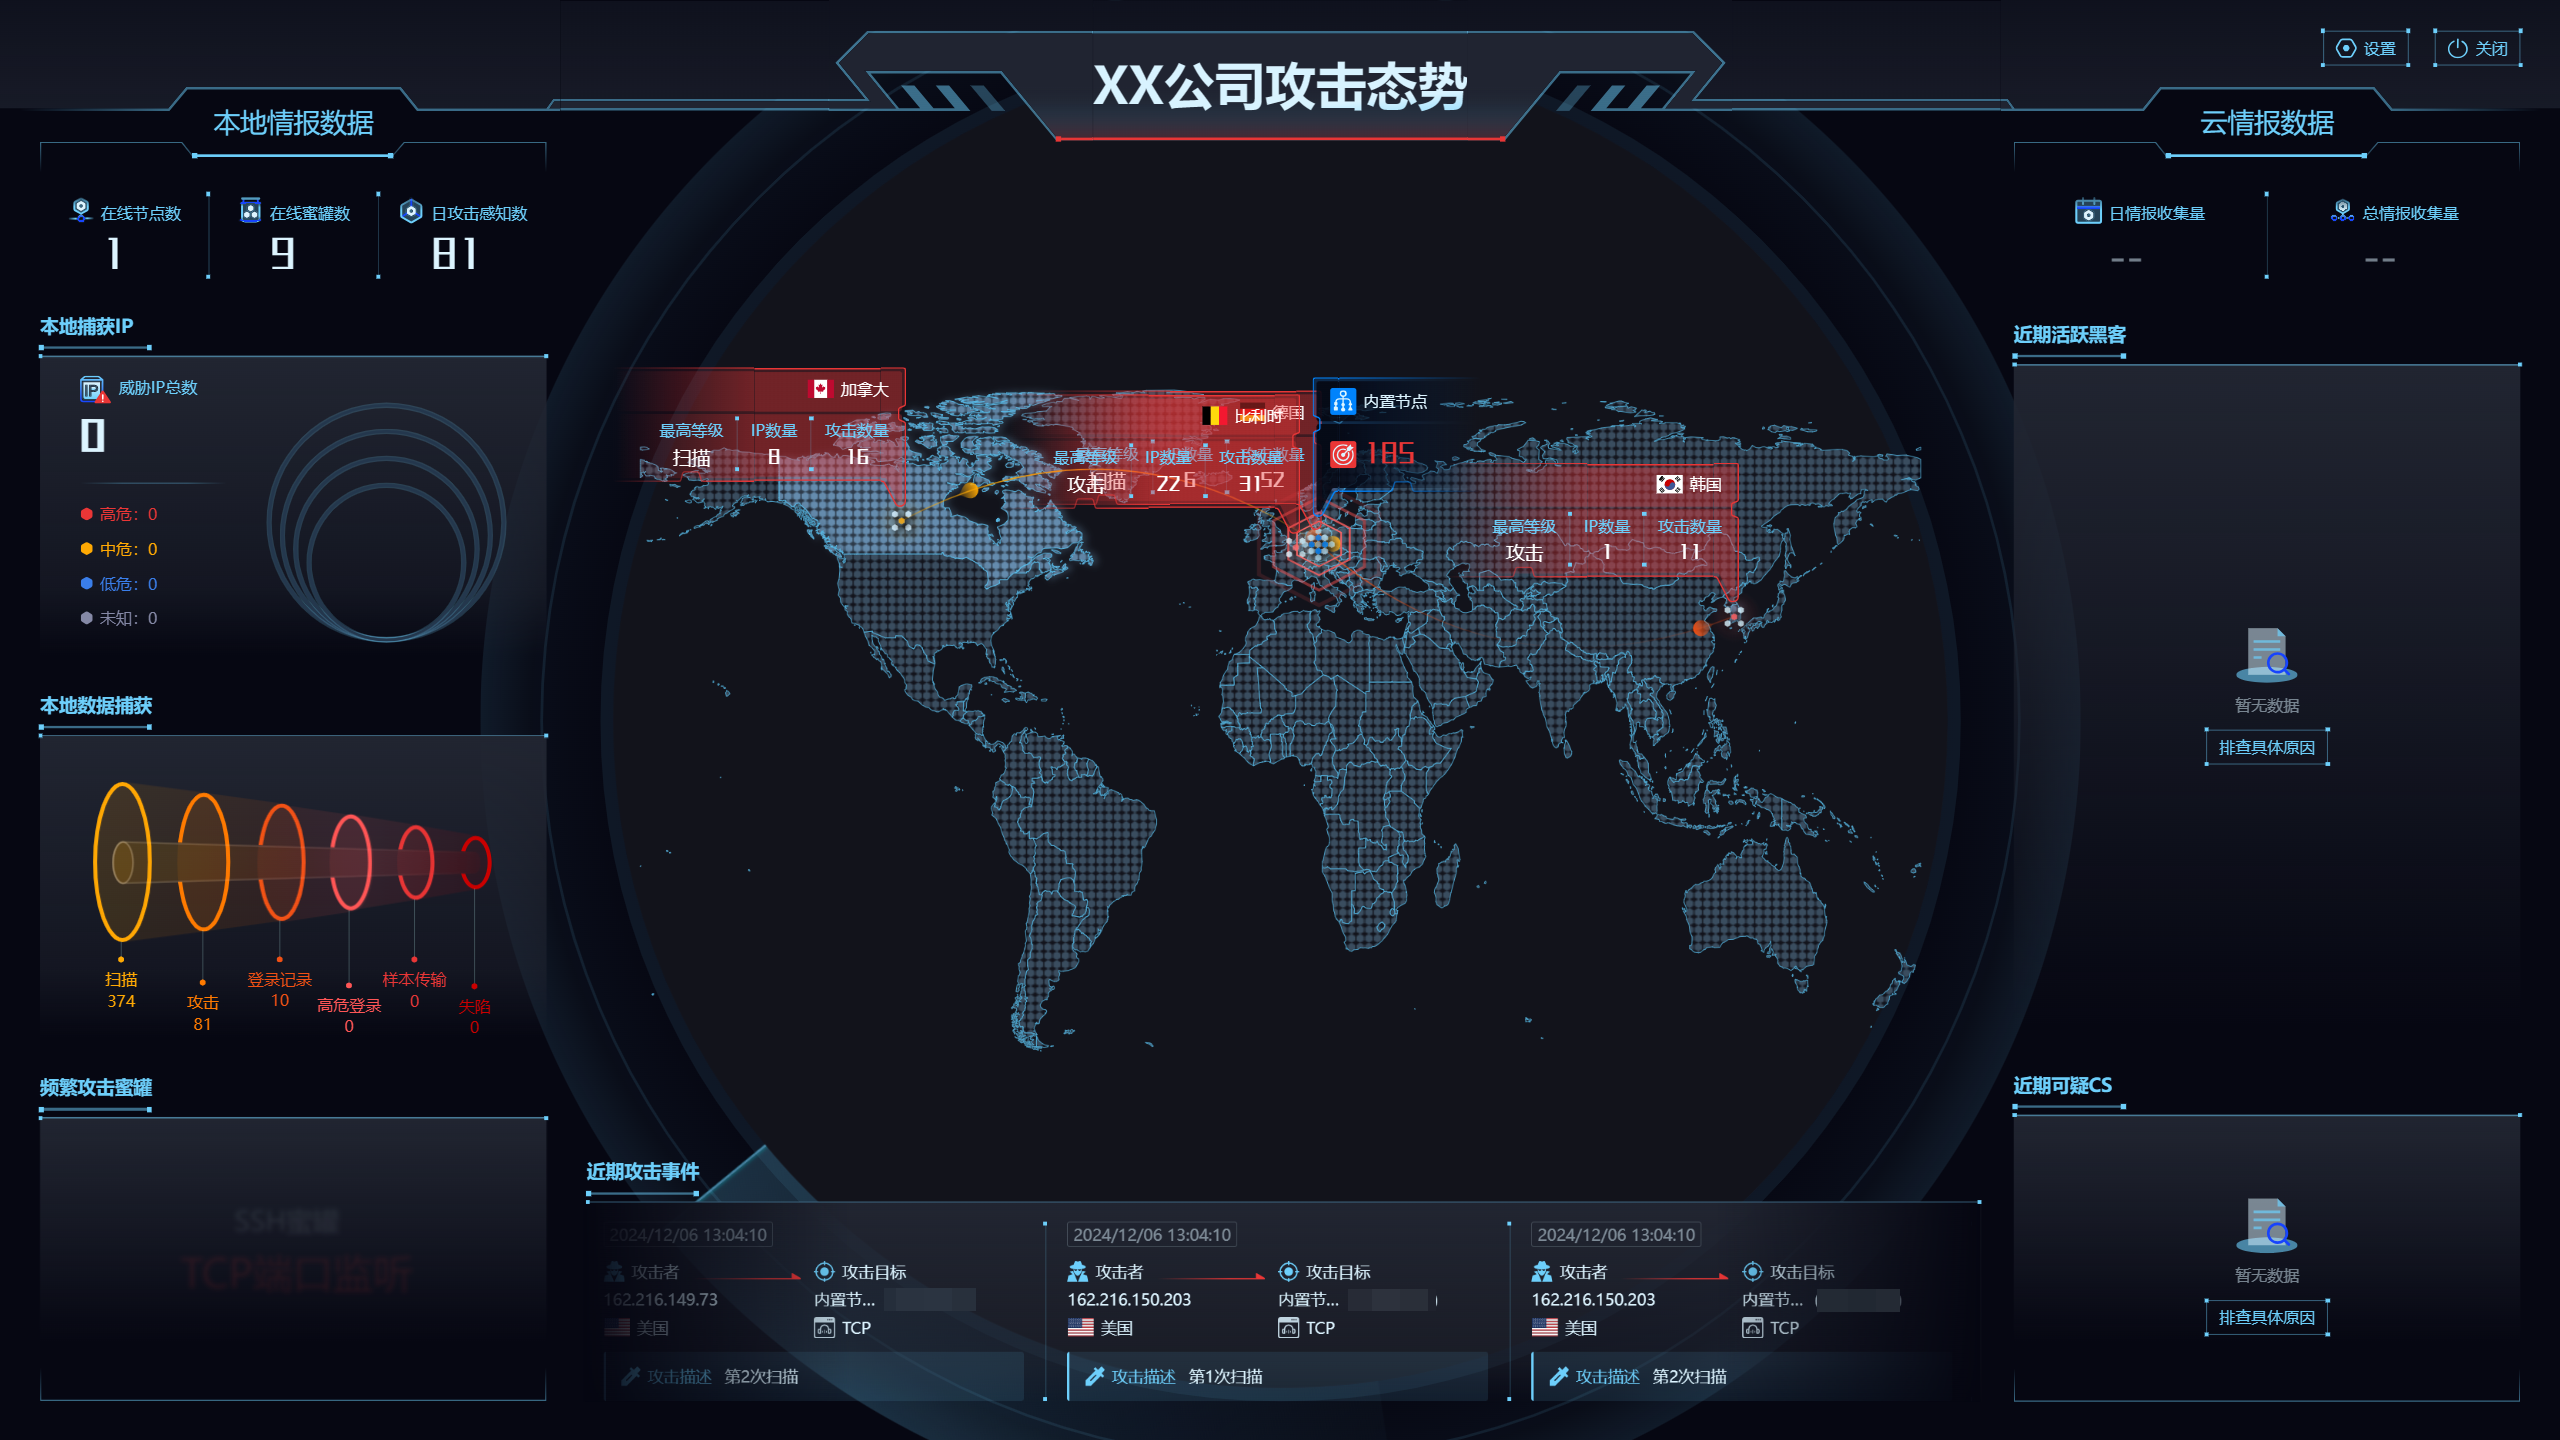 XX公司攻击态势
设置
关闭
本地情报数据
在线节点数
1
在线蜜罐数
9
日攻击感知数
81
本地捕获IP
威胁IP总数
0
高危：0
中危：0
低危：0
未知：0
本地数据捕获
扫描
374
攻击
81
登录记录
10
高危登录
0
样本传输
0
失陷
0
频繁攻击蜜罐
SSH蜜罐
TCP端口监听
加拿大
最高等级 IP数量 攻击数量
扫描 8 16
比利时
最高等级 IP数量 攻击数量
攻击 22 31
德国
扫描 6 52
内置节点
185
韩国
最高等级 IP数量 攻击数量
攻击 1 11
近期攻击事件
2024/12/06 13:04:10
攻击者 攻击目标
162.216.149.73 内置节...
美国 TCP
攻击描述 第2次扫描
2024/12/06 13:04:10
攻击者 攻击目标
162.216.150.203 内置节... )
美国 TCP
攻击描述 第1次扫描
2024/12/06 13:04:10
攻击者 攻击目标
162.216.150.203 内置节... ( )
美国 TCP
攻击描述 第2次扫描
云情报数据
日情报收集量
--
总情报收集量
--
近期活跃黑客
暂无数据
排查具体原因
近期可疑CS
暂无数据
排查具体原因